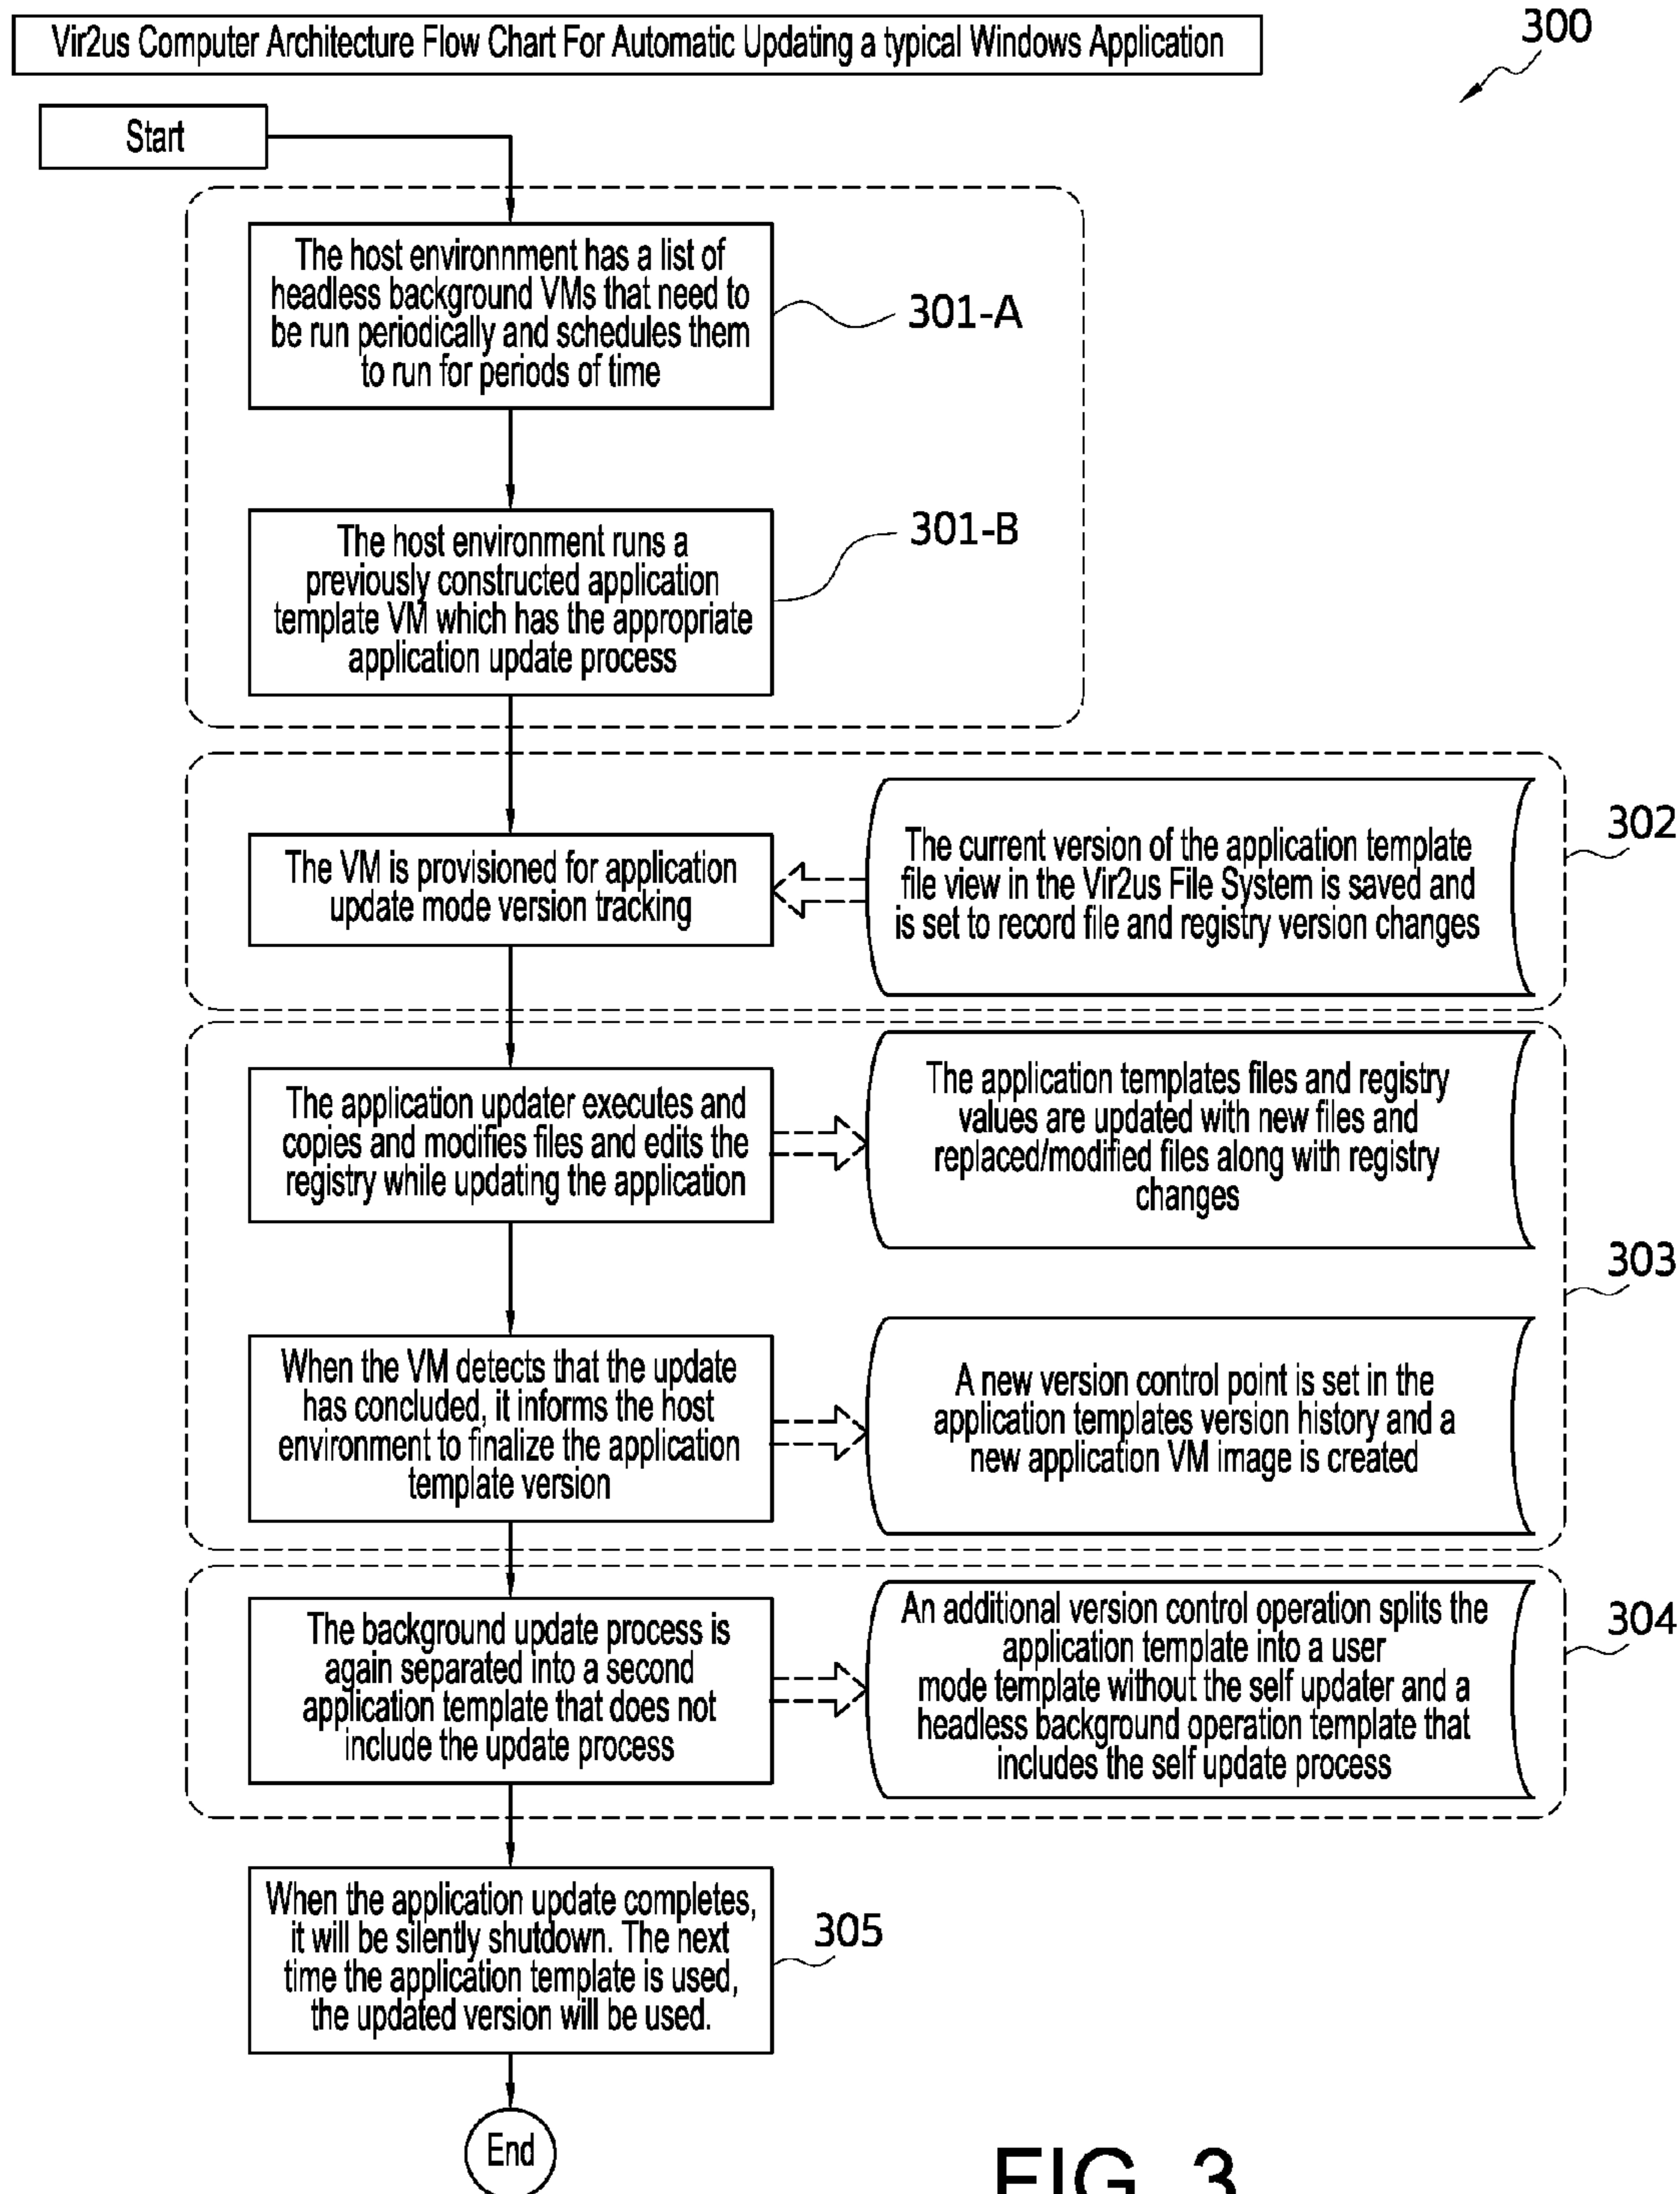 Vir2us Computer Architecture Flow Chart For Automatic Updating a typical Windows Application
300
Start
The host environnment has a list of
headless background VMs that need to
be run periodically and schedules them
to run for periods of time
301-A
The host environment runs a
previously constructed application
template VM which has the appropriate
application update process
301-B
The VM is provisioned for application
update mode version tracking
The current version of the application template
file view in the Vir2us File System is saved and
is set to record file and registry version changes
302
The application updater executes and
copies and modifies files and edits the
registry while updating the application
The application templates files and registry
values are updated with new files and
replaced/modified files along with registry
changes
303
When the VM detects that the update
has concluded, it informs the host
environment to finalize the application
template version
A new version control point is set in the
application templates version history and a
new application VM image is created
The background update process is
again separated into a second
application template that does not
include the update process
An additional version control operation splits the
application template into a user
mode template without the self updater and a
headless background operation template that
includes the self update process
304
When the application update completes,
it will be silently shutdown. The next
time the application template is used,
the updated version will be used.
305
End
FIG. 3